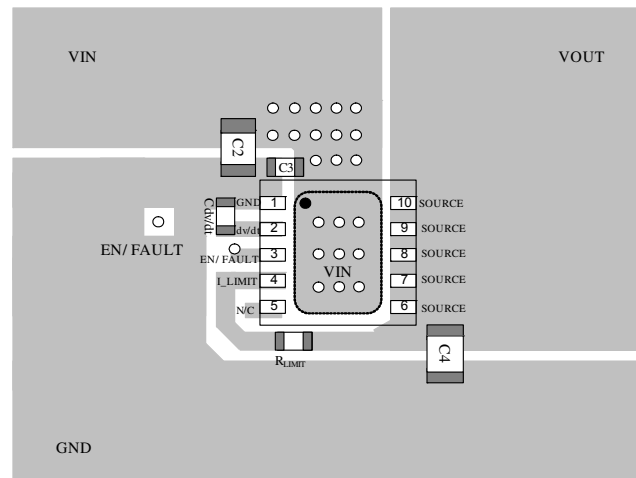 VIN
VOUT
C2
C3
Cdv/dt
GND
1
10
SOURCE
dv/dt
2
9
SOURCE
EN/ FAULT
EN/ FAULT
3
VIN
8
SOURCE
I_LIMIT
4
7
SOURCE
N/C
5
6
SOURCE
RLIMIT
C4
GND